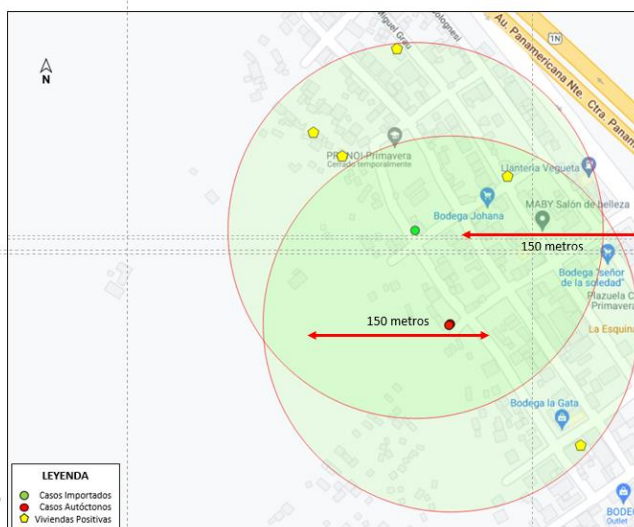 Miguel Grau
Bolognesi
Au. Panamericana Nte.
Ctra. Panam
1N
N
PRONOI-Primavera
Cerrado temporalmente
Llantería Vegueta
MABY Salón de belleza
Bodega Johana
150 metros
Bodega "señor
de la soledad"
Plazuela C
Primavera
150 metros
La Esquina
Bodega la Gata
LEYENDA
Casos Importados
Casos Autóctonos
Viviendas Positivas
BODEG
Outlet